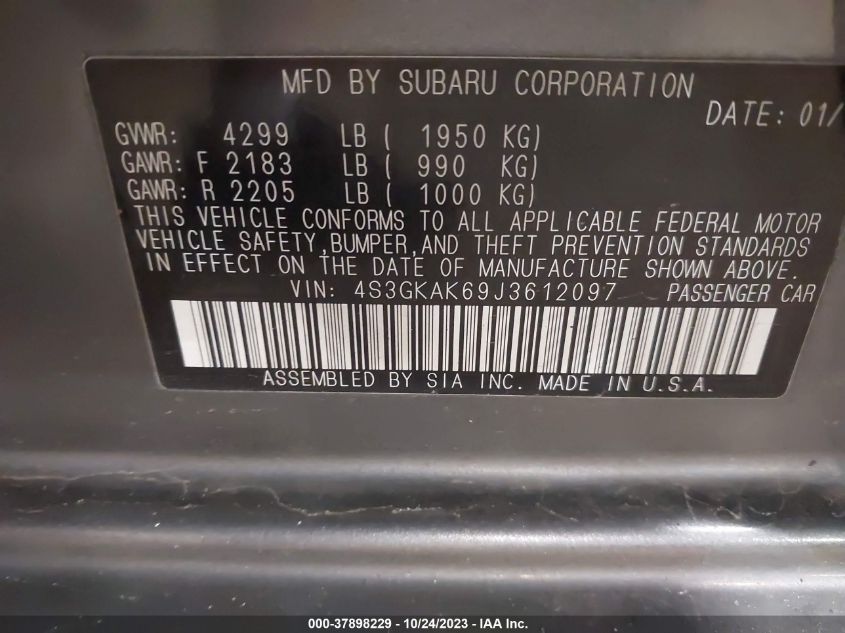 MFD BY SUBARU CORPORATION
DATE: 01/
GVWR: 4299 LB ( 1950 KG)
GAWR: F 2183 LB ( 990 KG)
GAWR: R 2205 LB ( 1000 KG)
THIS VEHICLE CONFORMS TO ALL APPLICABLE FEDERAL MOTOR
VEHICLE SAFETY,BUMPER,AND THEFT PREVENTION STANDARDS
IN EFFECT ON THE DATE OF MANUFACTURE SHOWN ABOVE.
VIN: 4S3GKAK69J3612097 PASSENGER CAR
ASSEMBLED BY SIA INC. MADE IN U.S.A.
000-37898229 - 10/24/2023 - IAA Inc.